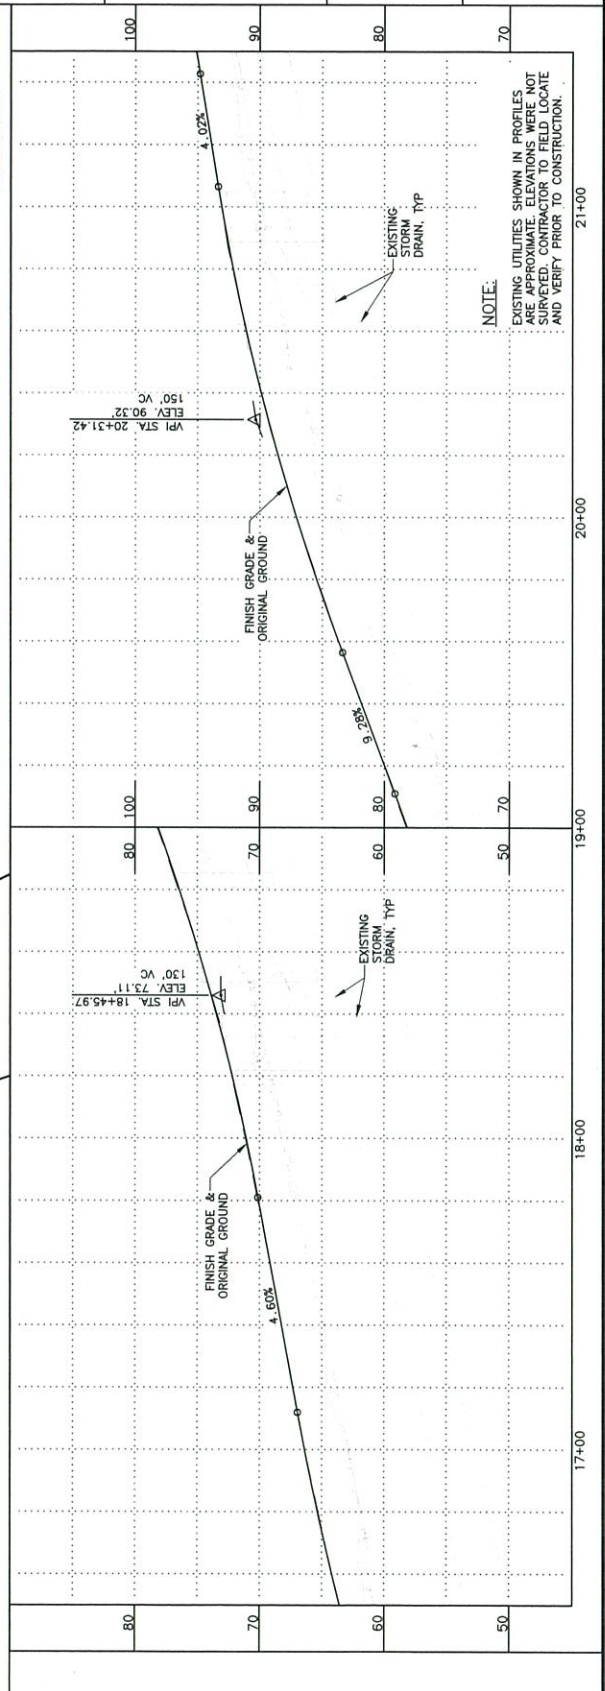 80
70
60
50
FINISH GRADE &
ORIGINAL GROUND
4.60%
VPI STA. 18+45.97
ELEV. 73.11'
130' VC
EXISTING
STORM
DRAIN, TYP
17+00
18+00
19+00
80
70
60
50
100
90
80
70
9.28%
FINISH GRADE &
ORIGINAL GROUND
VPI STA. 20+31.42
ELEV. 90.32'
150' VC
EXISTING
STORM
DRAIN, TYP
4.02%
20+00
21+00
100
90
80
70
NOTE:
EXISTING UTILITIES SHOWN IN PROFILES
ARE APPROXIMATE. ELEVATIONS WERE NOT
SURVEYED. CONTRACTOR TO FIELD LOCATE
AND VERIFY PRIOR TO CONSTRUCTION.